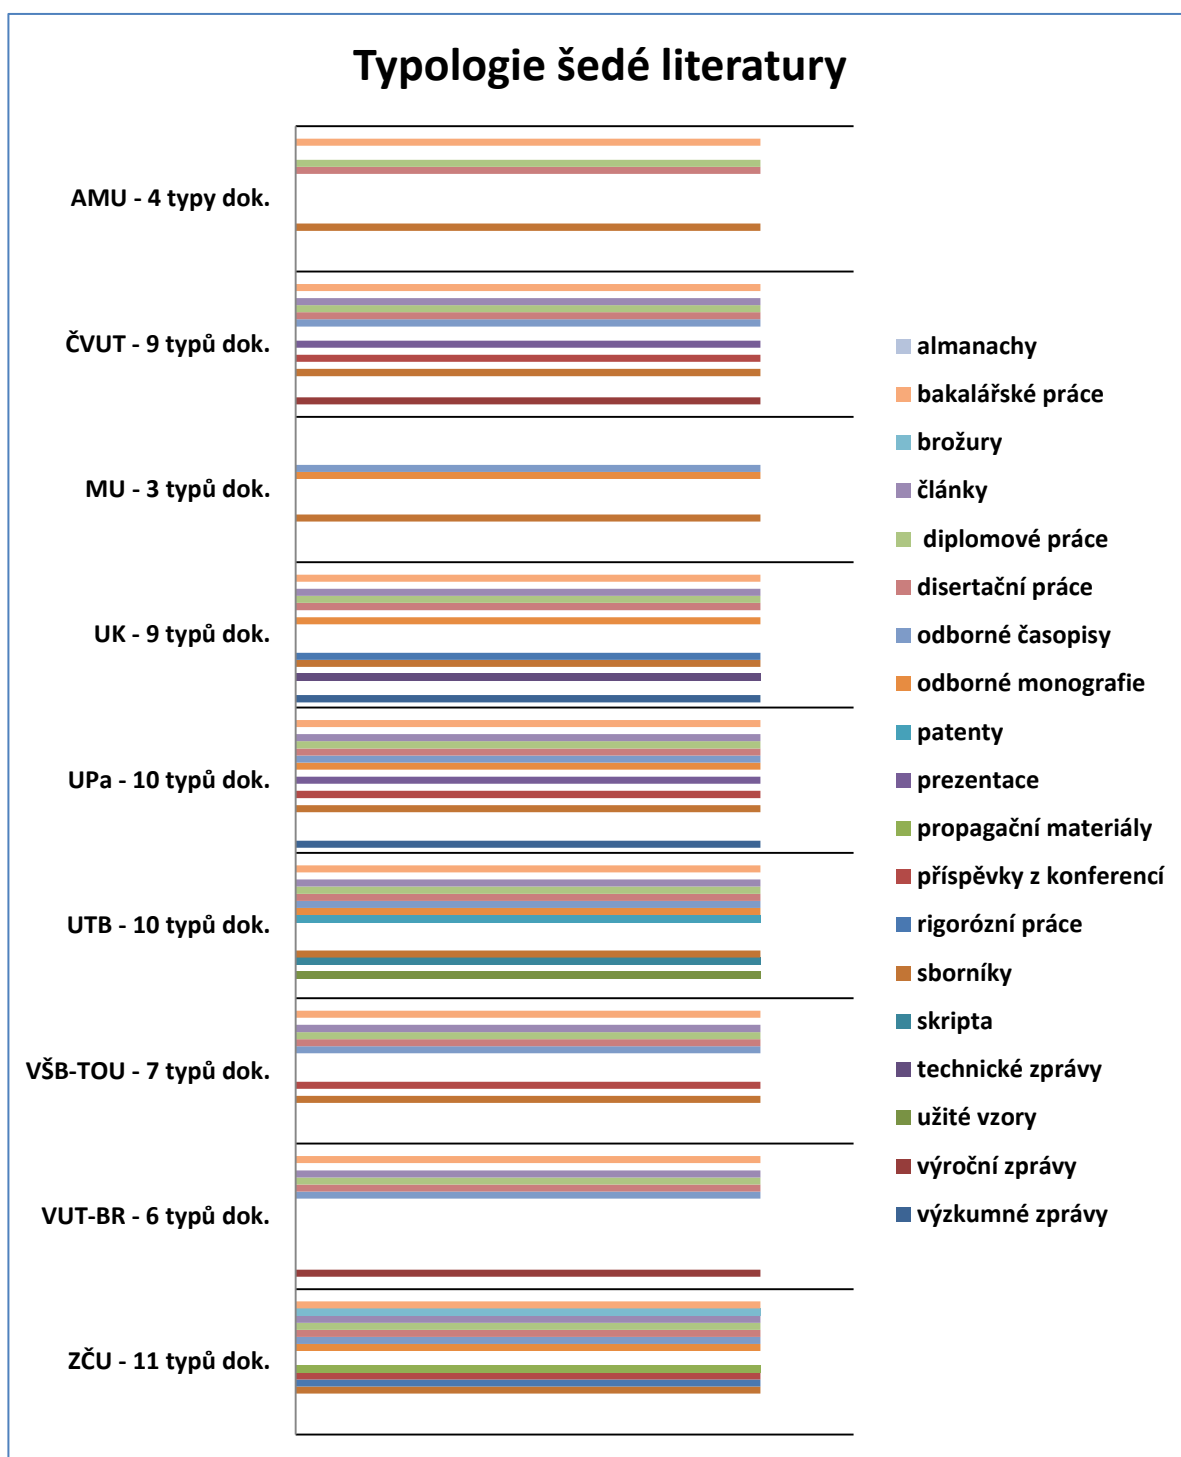 Typologie šedé literatury
AMU - 4 typy dok.
ČVUT - 9 typů dok.
MU - 3 typů dok.
UK - 9 typů dok.
UPa - 10 typů dok.
UTB - 10 typů dok.
VŠB-TOU - 7 typů dok.
VUT-BR - 6 typů dok.
ZČU - 11 typů dok.
almanachy
bakalářské práce
brožury
články
diplomové práce
disertační práce
odborné časopisy
odborné monografie
patenty
prezentace
propagační materiály
příspěvky z konferencí
rigorózní práce
sborníky
skripta
technické zprávy
užité vzory
výroční zprávy
výzkumné zprávy